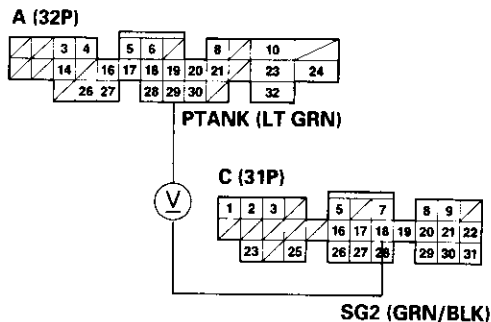 A (32P)
3 4 5 6 8 10
14 16 17 18 19 20 21 23 24
26 27 28 29 30 32
PTANK (LT GRN)
V
C (31P)
1 2 3 5 7 8 9
16 17 18 19 20 21 22
23 25 26 27 28 29 30 31
SG2 (GRN/BLK)